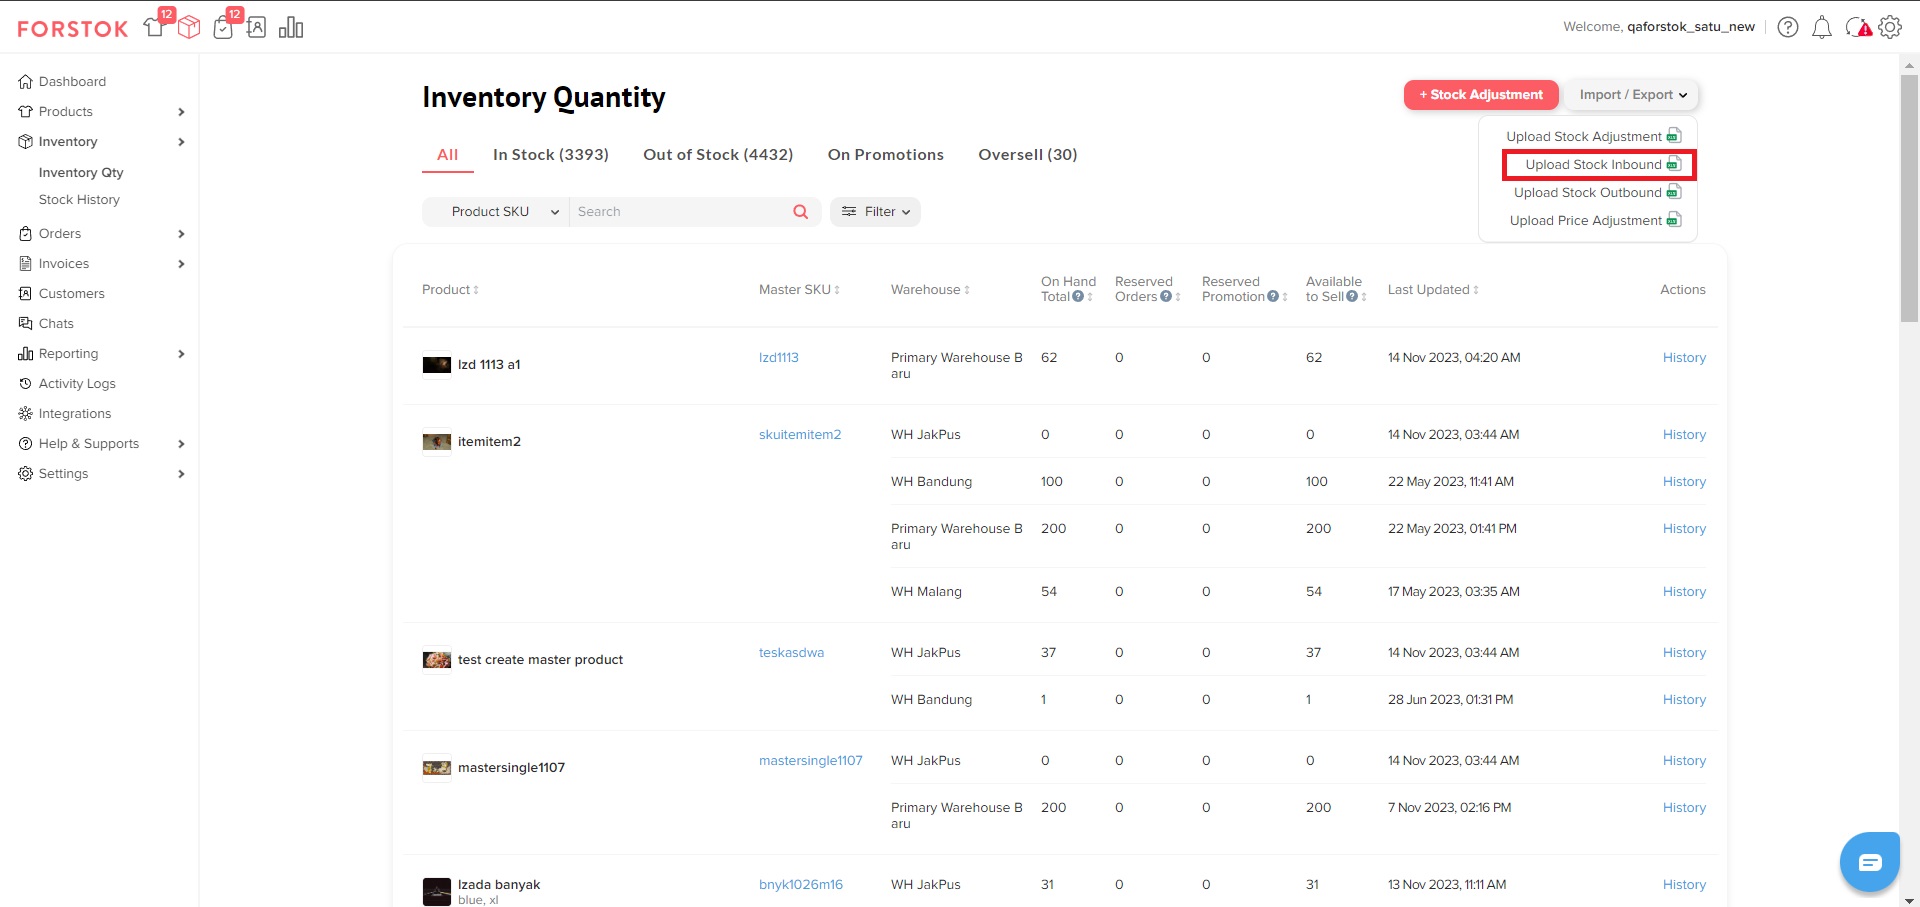 FORSTOK
12
12
Welcome, qaforstok_satu_new
Dashboard
Products
Inventory
Inventory Qty
Stock History
Orders
Invoices
Customers
Chats
Reporting
Activity Logs
Integrations
Help & Supports
Settings
Inventory Quantity
+ Stock Adjustment
Import / Export
Upload Stock Adjustment
Upload Stock Inbound
Upload Stock Outbound
Upload Price Adjustment
All In Stock (3393) Out of Stock (4432) On Promotions Oversell (30)
Product SKU Search Filter
Product Master SKU Warehouse On Hand Total Reserved Orders Reserved Promotion Available to Sell Last Updated Actions
lzd 1113 a1 lzd1113 Primary Warehouse B 62 0 0 62 14 Nov 2023, 04:20 AM History
aru
itemitem2 skuitemitem2 WH JakPus 0 0 0 0 14 Nov 2023, 03:44 AM History
WH Bandung 100 0 0 100 22 May 2023, 11:41 AM History
Primary Warehouse B 200 0 0 200 22 May 2023, 01:41 PM History
aru
WH Malang 54 0 0 54 17 May 2023, 03:35 AM History
test create master product teskasdwa WH JakPus 37 0 0 37 14 Nov 2023, 03:44 AM History
WH Bandung 1 0 0 1 28 Jun 2023, 01:31 PM History
mastersingle1107 mastersingle1107 WH JakPus 0 0 0 0 14 Nov 2023, 03:44 AM History
Primary Warehouse B 200 0 0 200 7 Nov 2023, 02:16 PM History
aru
lzada banyak bnyk1026m16 WH JakPus 31 0 0 31 13 Nov 2023, 11:11 AM History
blue, xl